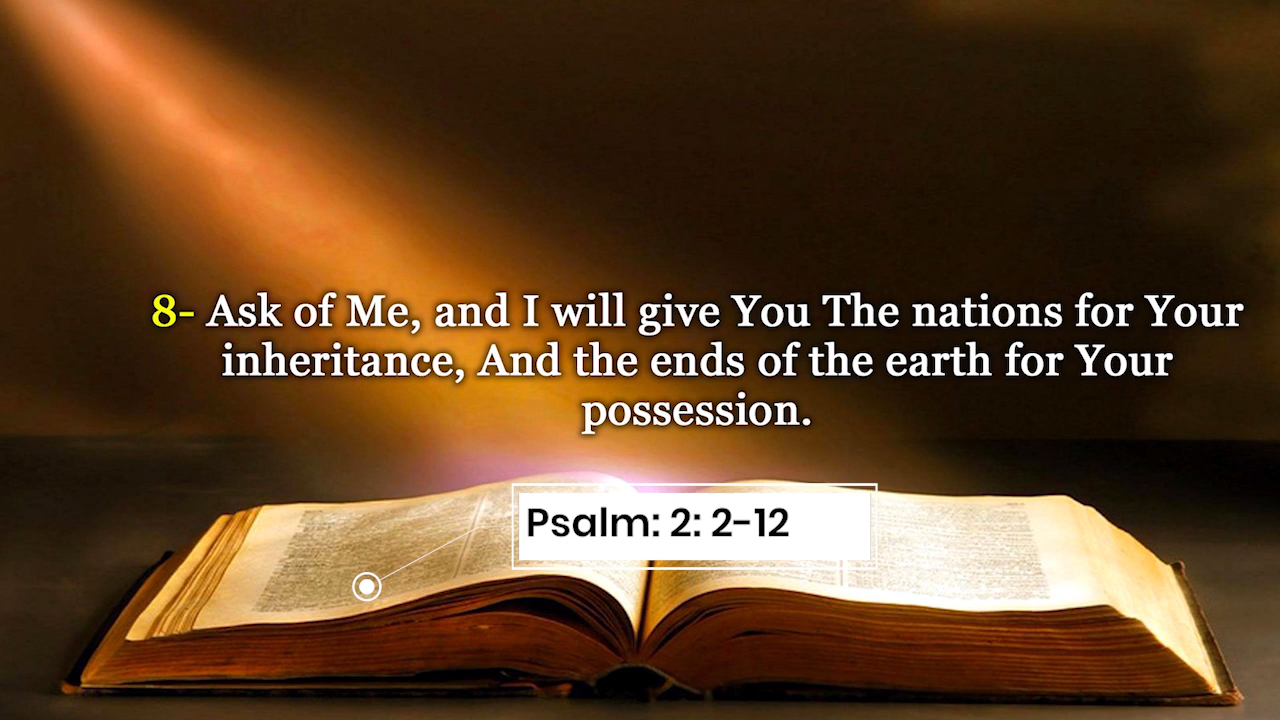 8- Ask of Me, and I will give You The nations for Your
inheritance, And the ends of the earth for Your
possession.
Psalm: 2: 2-12